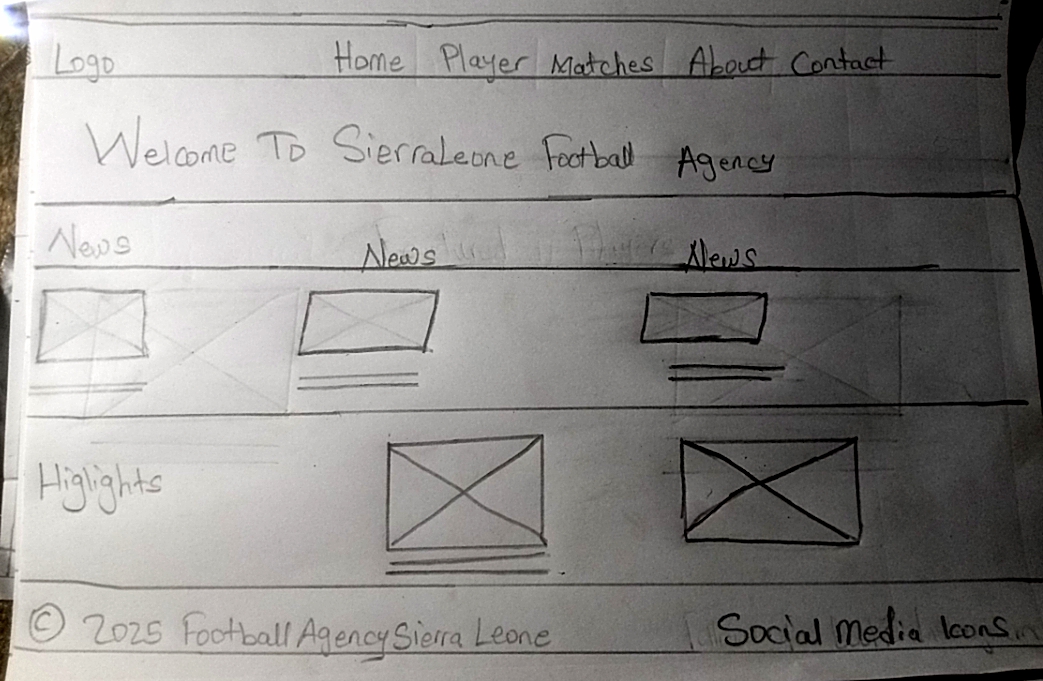 Logo Home Player Matches About Contact
Welcome To SierraLeone Football Agency
News News News
Higlights
© 2025 Football Agency Sierra Leone Social Media Icons